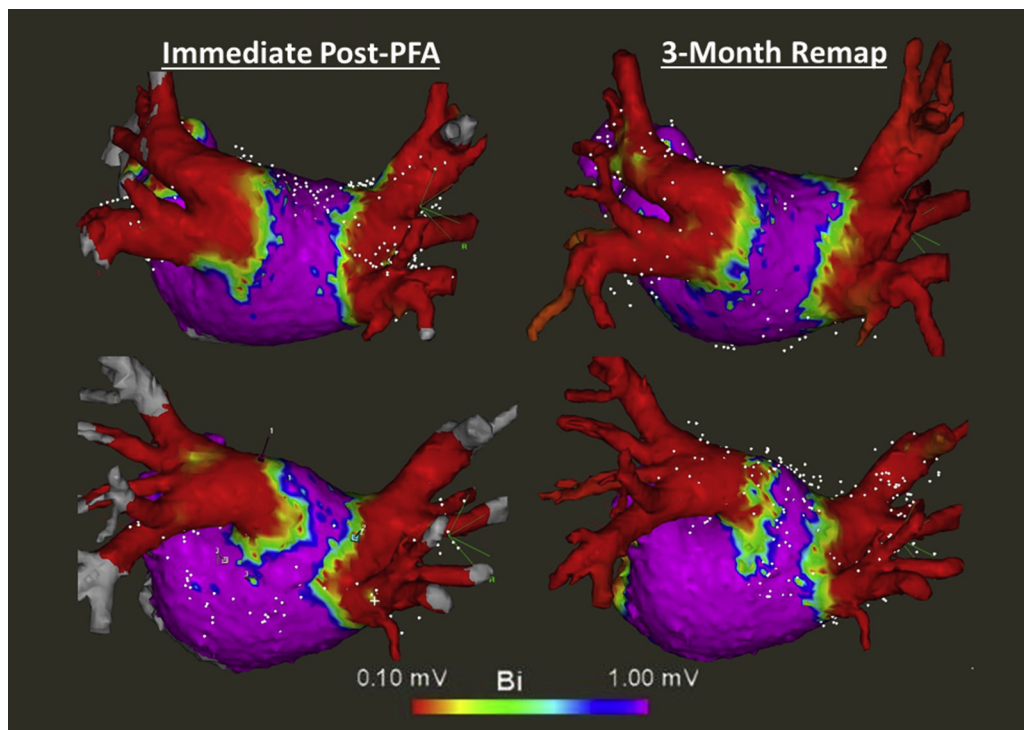 Immediate Post-PFA
3-Month Remap
0.10 mV
Bi
1.00 mV